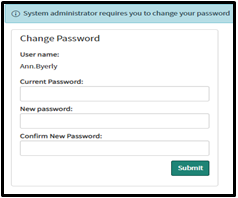 System administrator requires you to change your password
Change Password
User name:
Ann.Byerly
Current Password:
New password:
Confirm New Password:
Submit